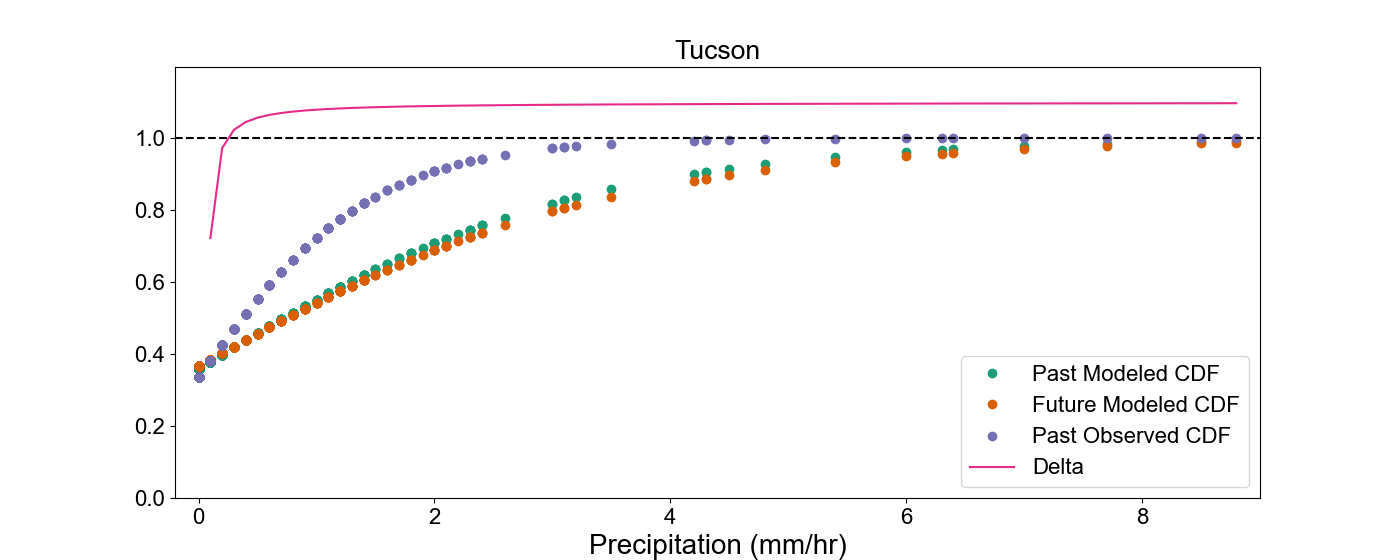 Tucson
1.0
0.8
0.6
0.4
0.2
0.0
Past Modeled CDF
Future Modeled CDF
Past Observed CDF
Delta
0 2 4 6 8
Precipitation (mm/hr)